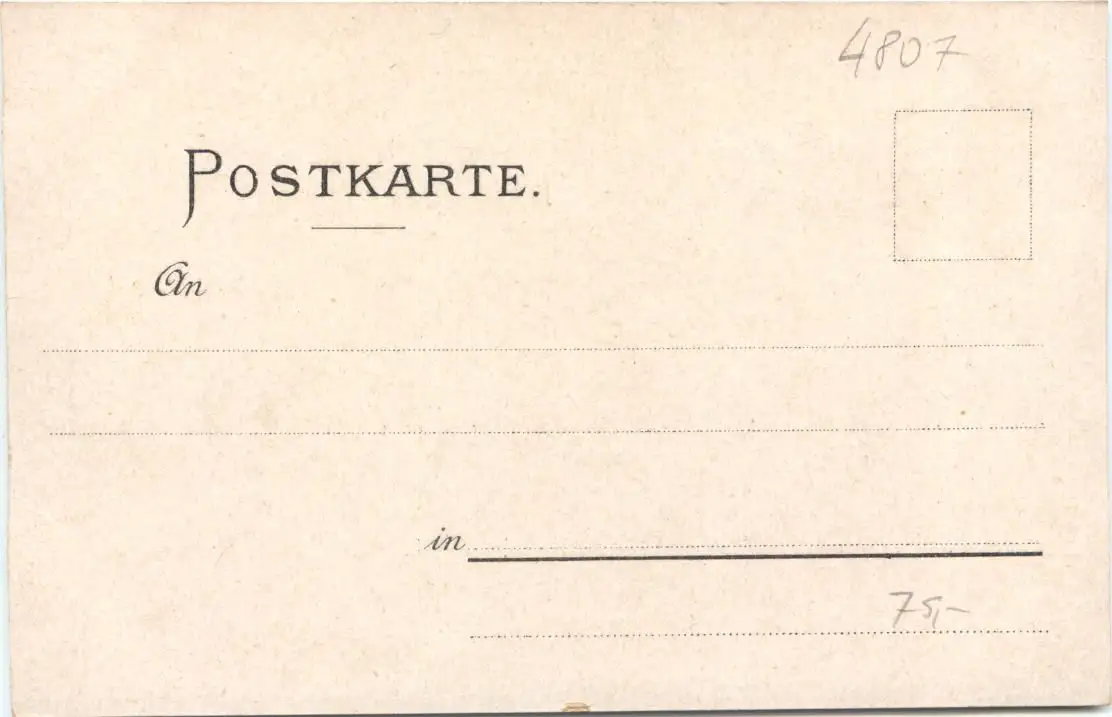 4807
POSTKARTE.
An
in
75,-